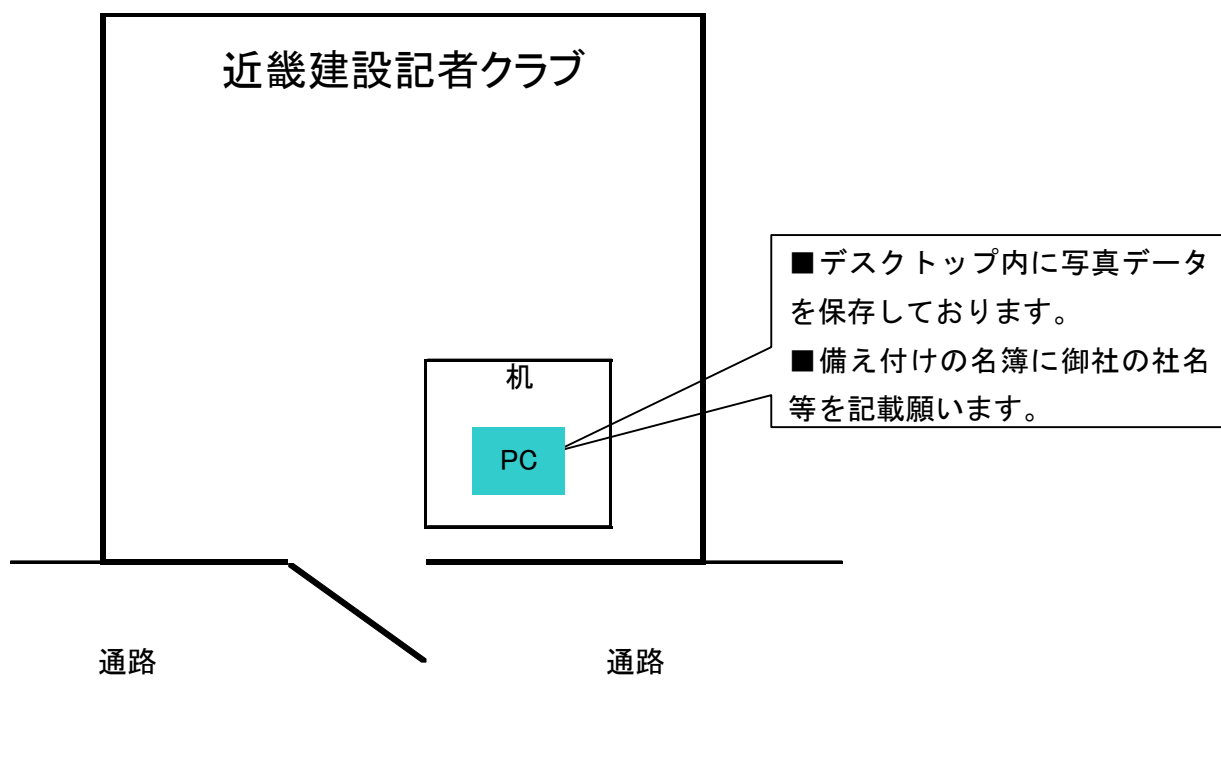 近畿建設記者クラブ
■デスクトップ内に写真データ
を保存しております。
■備え付けの名簿に御社の社名
等を記載願います。
机
PC
通路
通路